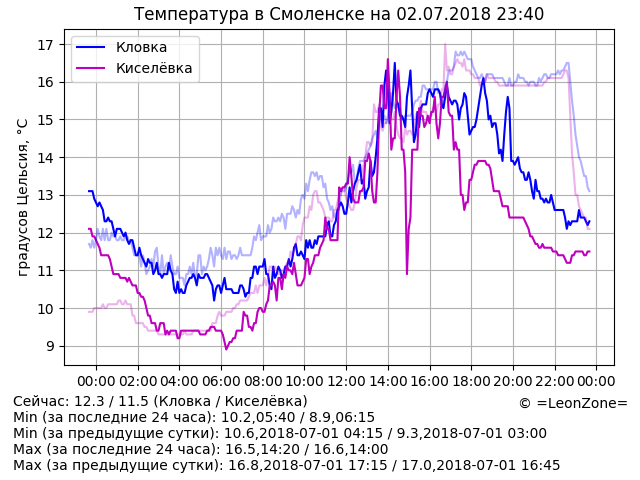 Температура в Смоленске на 02.07.2018 23:40
градусов Цельсия, °C
17
16
15
14
13
12
11
10
9
Кловка
Киселёвка
00:00 02:00 04:00 06:00 08:00 10:00 12:00 14:00 16:00 18:00 20:00 22:00 00:00
Сейчас: 12.3 / 11.5 (Кловка / Киселёвка)
© =LeonZone=
Min (за последние 24 часа): 10.2,05:40 / 8.9,06:15
Min (за предыдущие сутки): 10.6,2018-07-01 04:15 / 9.3,2018-07-01 03:00
Max (за последние 24 часа): 16.5,14:20 / 16.6,14:00
Max (за предыдущие сутки): 16.8,2018-07-01 17:15 / 17.0,2018-07-01 16:45